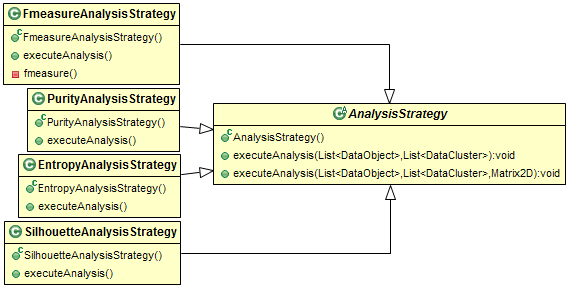 FmeasureAnalysisStrategy
FmeasureAnalysisStrategy()
executeAnalysis()
fmeasure()
PurityAnalysisStrategy
PurityAnalysisStrategy()
executeAnalysis()
EntropyAnalysisStrategy
EntropyAnalysisStrategy()
executeAnalysis()
SilhouetteAnalysisStrategy
SilhouetteAnalysisStrategy()
executeAnalysis()
AnalysisStrategy
AnalysisStrategy()
executeAnalysis(List<DataObject>,List<DataCluster>):void
executeAnalysis(List<DataObject>,List<DataCluster>,Matrix2D):void